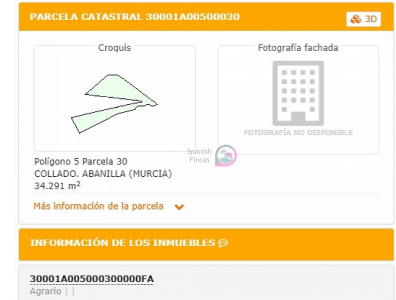 PARCELA CATASTRAL 30001A00500030
3D
Croquis
Fotografía fachada
FOTOGRAFÍA NO DISPONIBLE
Spanish
Fincas
Polígono 5 Parcela 30
COLLADO. ABANILLA (MURCIA)
34.291 m²
Más información de la parcela
INFORMACIÓN DE LOS INMUEBLES
30001A005000300000FA
Agrario | |